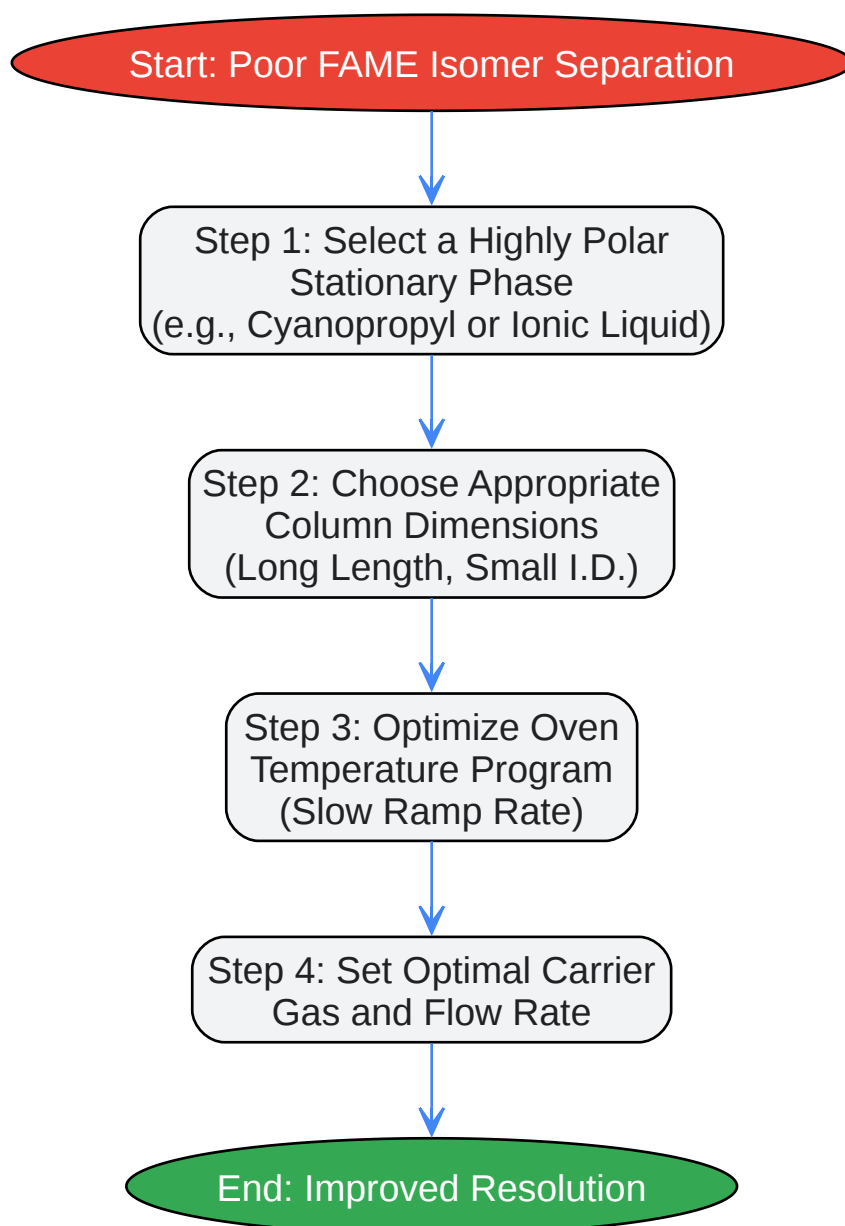 Start: Poor FAME Isomer Separation
Step 1: Select a Highly Polar
Stationary Phase
(e.g., Cyanopropyl or Ionic Liquid)
Step 2: Choose Appropriate
Column Dimensions
(Long Length, Small I.D.)
Step 3: Optimize Oven
Temperature Program
(Slow Ramp Rate)
Step 4: Set Optimal Carrier
Gas and Flow Rate
End: Improved Resolution